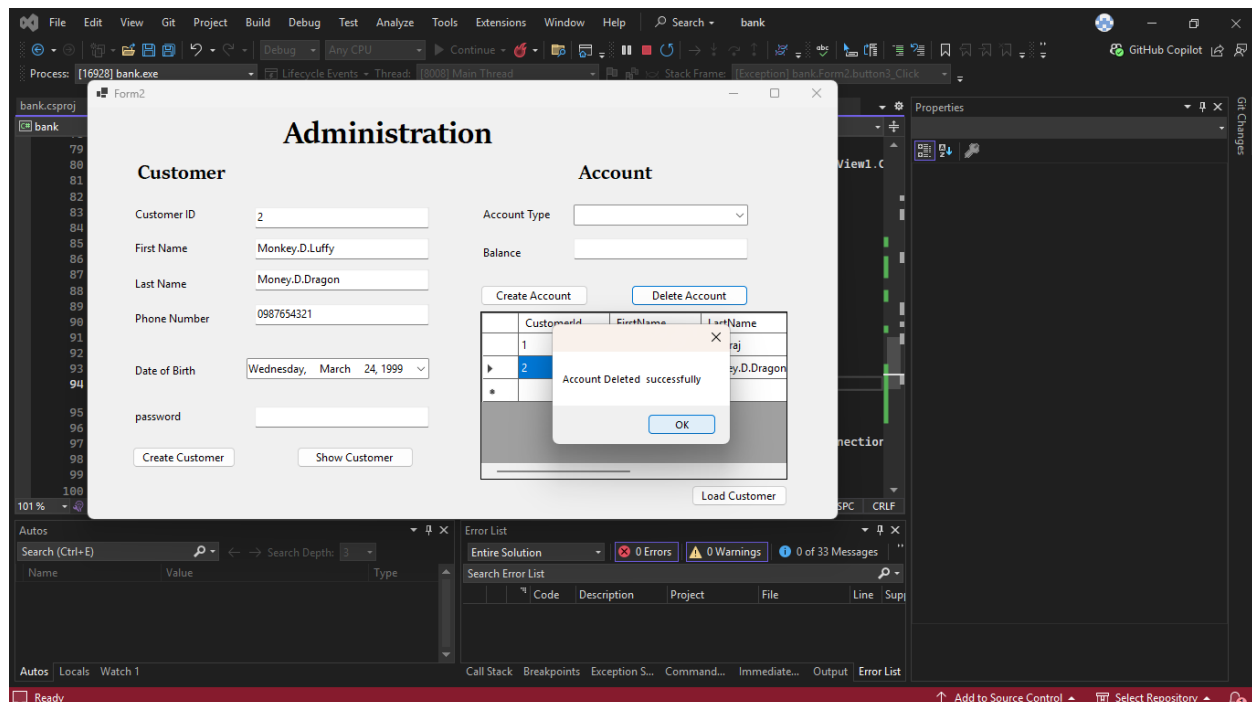 File Edit View Git Project Build Debug Test Analyze Tools Extensions Window Help Search bank
Debug Any CPU Continue GitHub Copilot
Process: [16928] bank.exe Lifecycle Events Thread: [8008] Main Thread Stack Frame: [Exception] bank.Form2.button3_Click
Form2
bank.csproj
bank
Properties
Git Changes
Administration
Customer Account
Customer ID 2
First Name Monkey.D.Luffy
Last Name Money.D.Dragon
Phone Number 0987654321
Date of Birth Wednesday, March 24, 1999
password
Create Customer Show Customer
Account Type
Balance
Create Account Delete Account
CustomerId FirstName LastName
1 raj
2 ey.D.Dragon
Account Deleted successfully
OK
Load Customer
79
80 View1.C
81
82
83
84
85
86
87
88
89
90
91
92
93
94
95
96
97 nection
98
99
100
101 % SPC CRLF
Autos
Search (Ctrl+E) Search Depth: 3
Name Value Type
Autos Locals Watch 1
Error List
Entire Solution 0 Errors 0 Warnings 0 of 33 Messages
Search Error List
Code Description Project File Line Supp
Call Stack Breakpoints Exception S... Command... Immediate... Output Error List
Ready Add to Source Control Select Repository